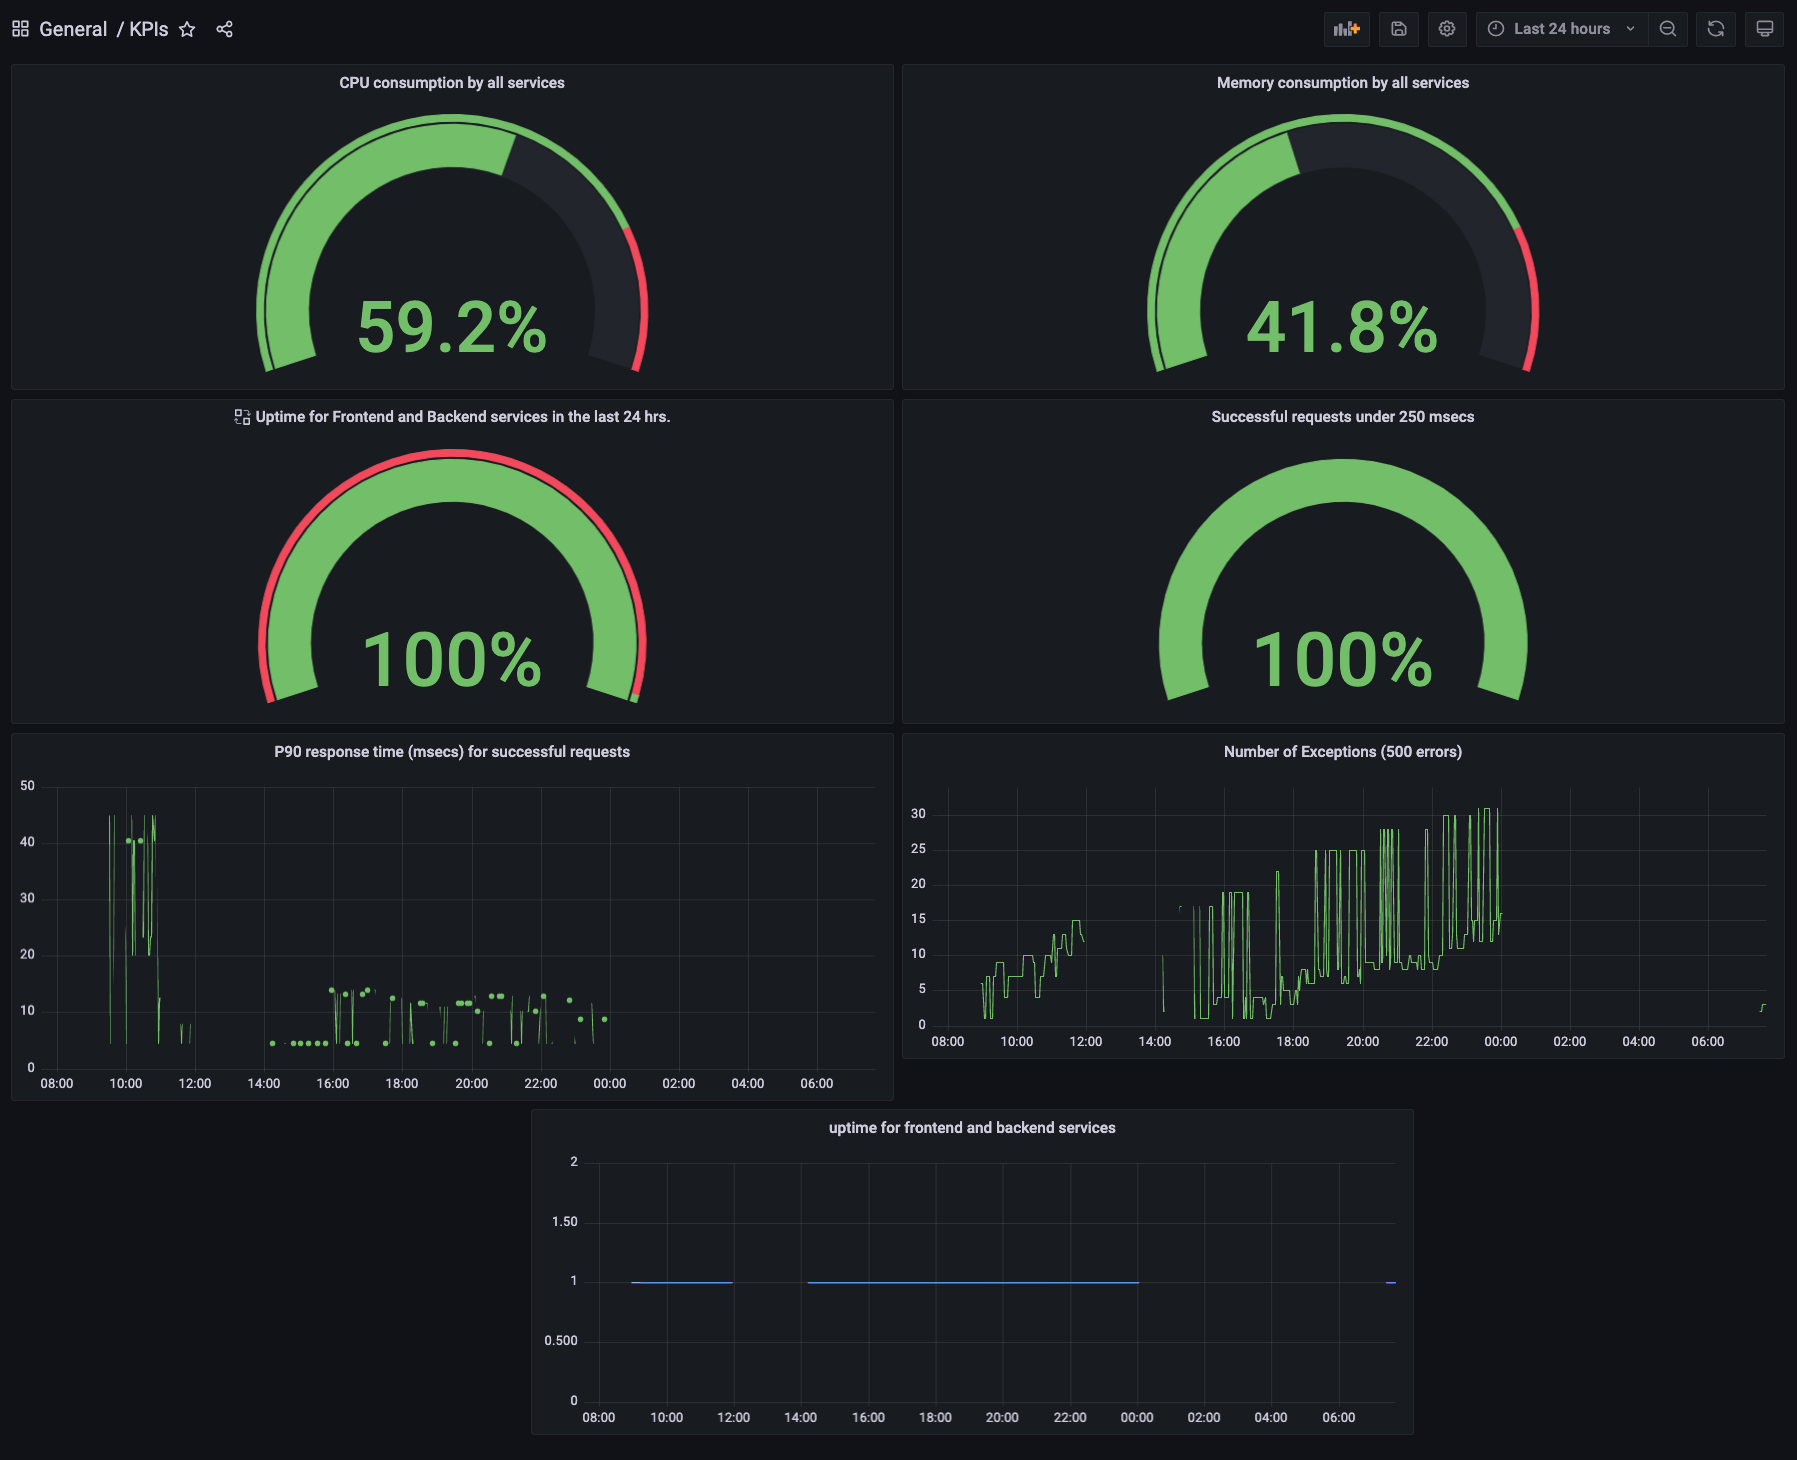 General / KPIs
Last 24 hours
CPU consumption by all services
59.2%
Memory consumption by all services
41.8%
Uptime for Frontend and Backend services in the last 24 hrs.
100%
Successful requests under 250 msecs
100%
P90 response time (msecs) for successful requests
50
40
30
20
10
0
08:00 10:00 12:00 14:00 16:00 18:00 20:00 22:00 00:00 02:00 04:00 06:00
Number of Exceptions (500 errors)
30
25
20
15
10
5
0
08:00 10:00 12:00 14:00 16:00 18:00 20:00 22:00 00:00 02:00 04:00 06:00
uptime for frontend and backend services
2
1.50
1
0.500
0
08:00 10:00 12:00 14:00 16:00 18:00 20:00 22:00 00:00 02:00 04:00 06:00